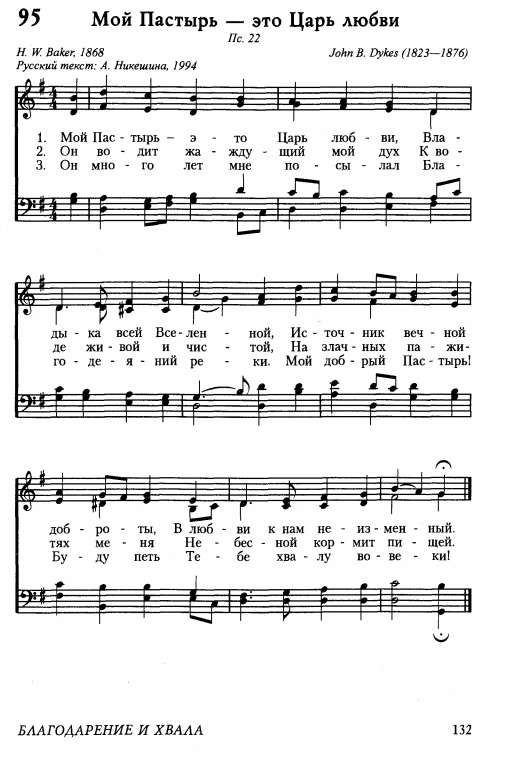 95 Мой Пастырь — это Царь любви
Пс. 22
H. W. Baker, 1868 John B. Dykes (1823—1876)
Русский текст: А. Никешина, 1994
1. Мой Пас - тырь – э - то Царь люб - ви, Вла -
2. Он во - дит жа - жду - щий мой дух К во -
3. Он мно - го лет мне по - сы - лал Бла -
ды - ка всей Все - лен - ной, Ис - точ - ник веч - ной
де жи - вой и чис - той, На злач - ных па - жи -
го - де - я - ний ре - ки. Мой доб - рый Пас - тырь!
доб - ро - ты, В люб - ви к нам не - из - мен - ный.
тях ме - ня Не - бес - ной кор - мит пи - щей.
Бу - ду петь Те - бе хва - лу во - ве - ки!
БЛАГОДАРЕНИЕ И ХВАЛА 132